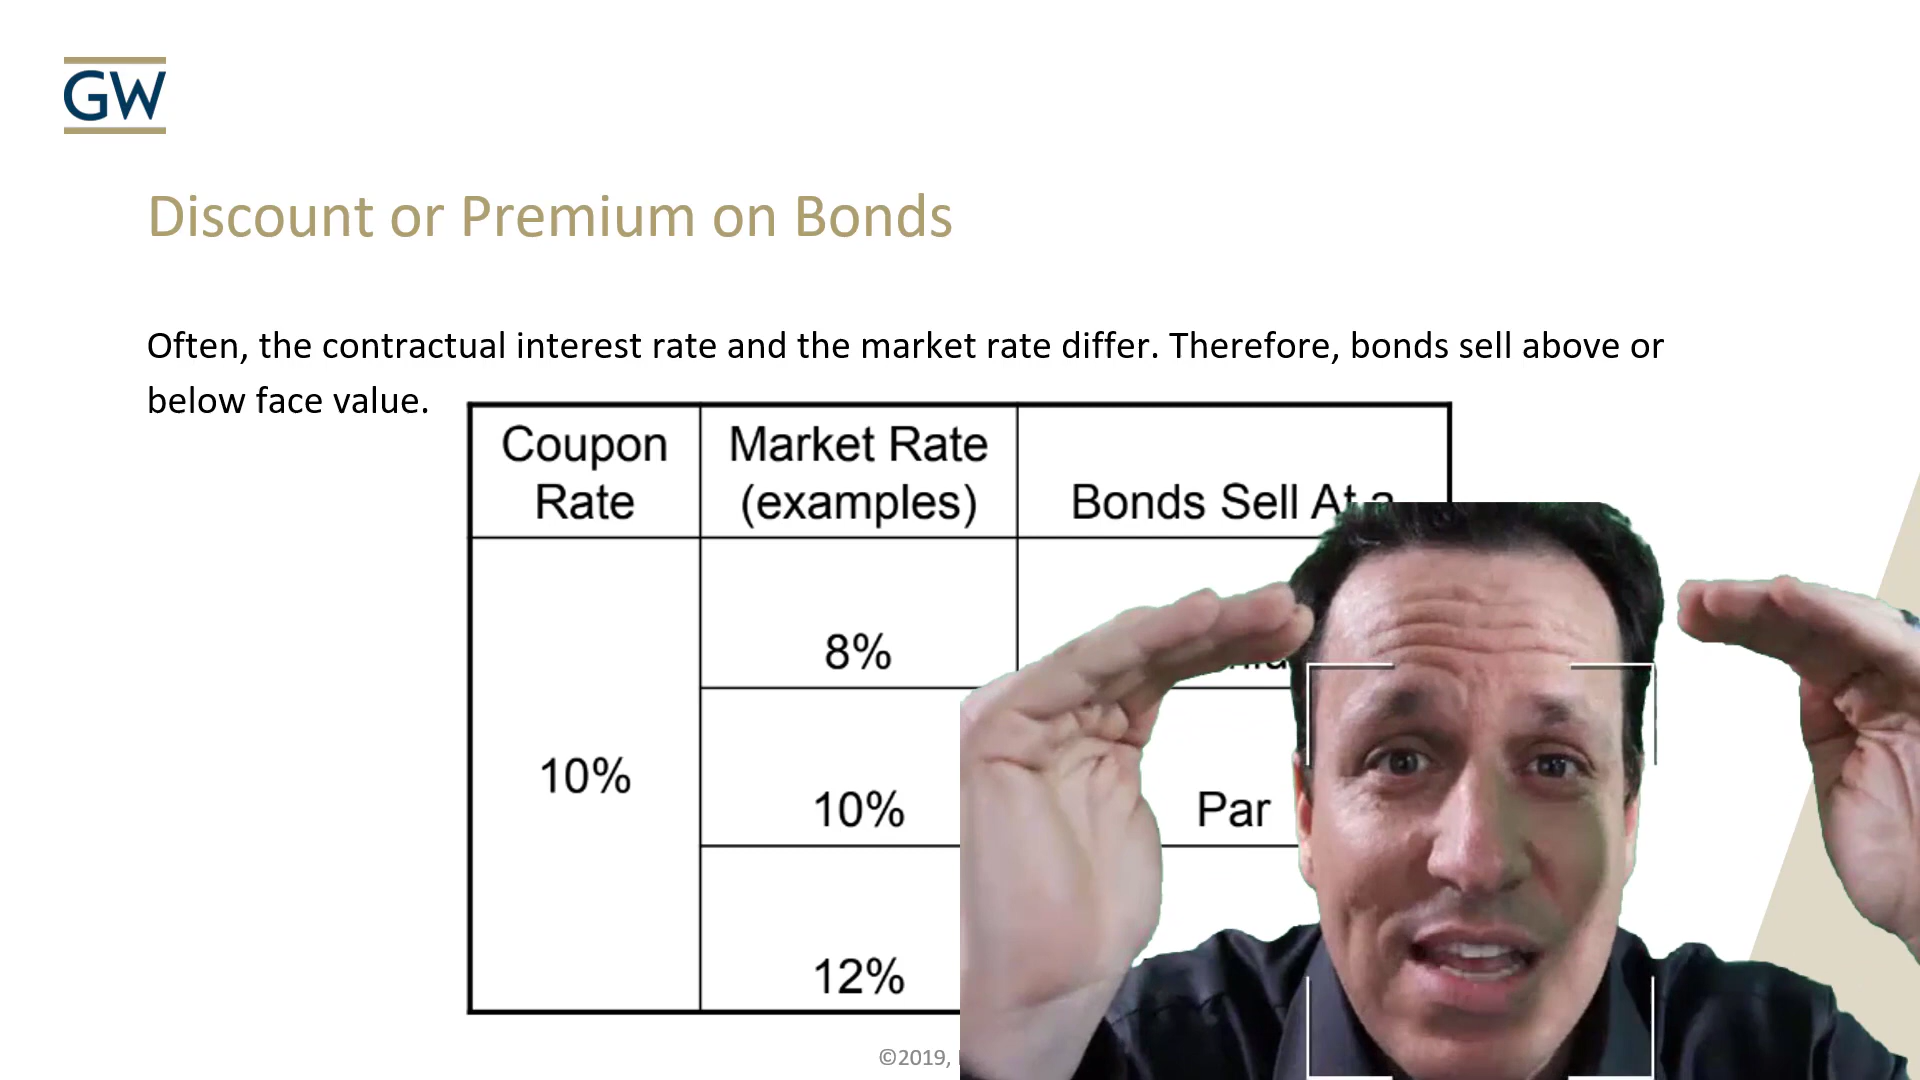 GW
Discount or Premium on Bonds
Often, the contractual interest rate and the market rate differ. Therefore, bonds sell above or
below face value.
Coupon Rate
Market Rate (examples)
Bonds Sell At a
10%
8%
10%
Par
12%
©2019,